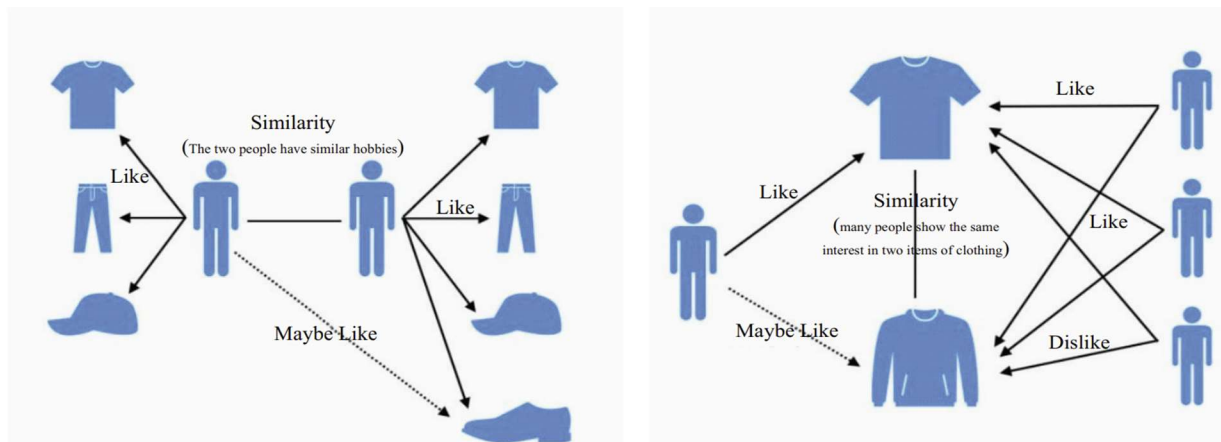 Similarity
(The two people have similar hobbies)
Like
Like
Maybe Like
Like
Like
Similarity
(many people show the same
interest in two items of clothing)
Like
Maybe Like
Dislike